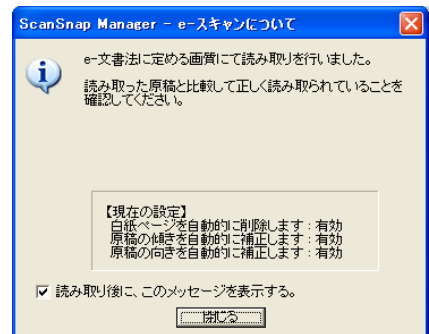 ScanSnap Manager - e-スキャンについて
e-文書法に定める画質にて読み取りを行いました。
読み取った原稿と比較して正しく読み取られていることを
確認してください。
【現在の設定】
白紙ページを自動的に削除します：有効
原稿の傾きを自動的に補正します：有効
原稿の向きを自動的に補正します：有効
読み取り後に、このメッセージを表示する。
閉じる